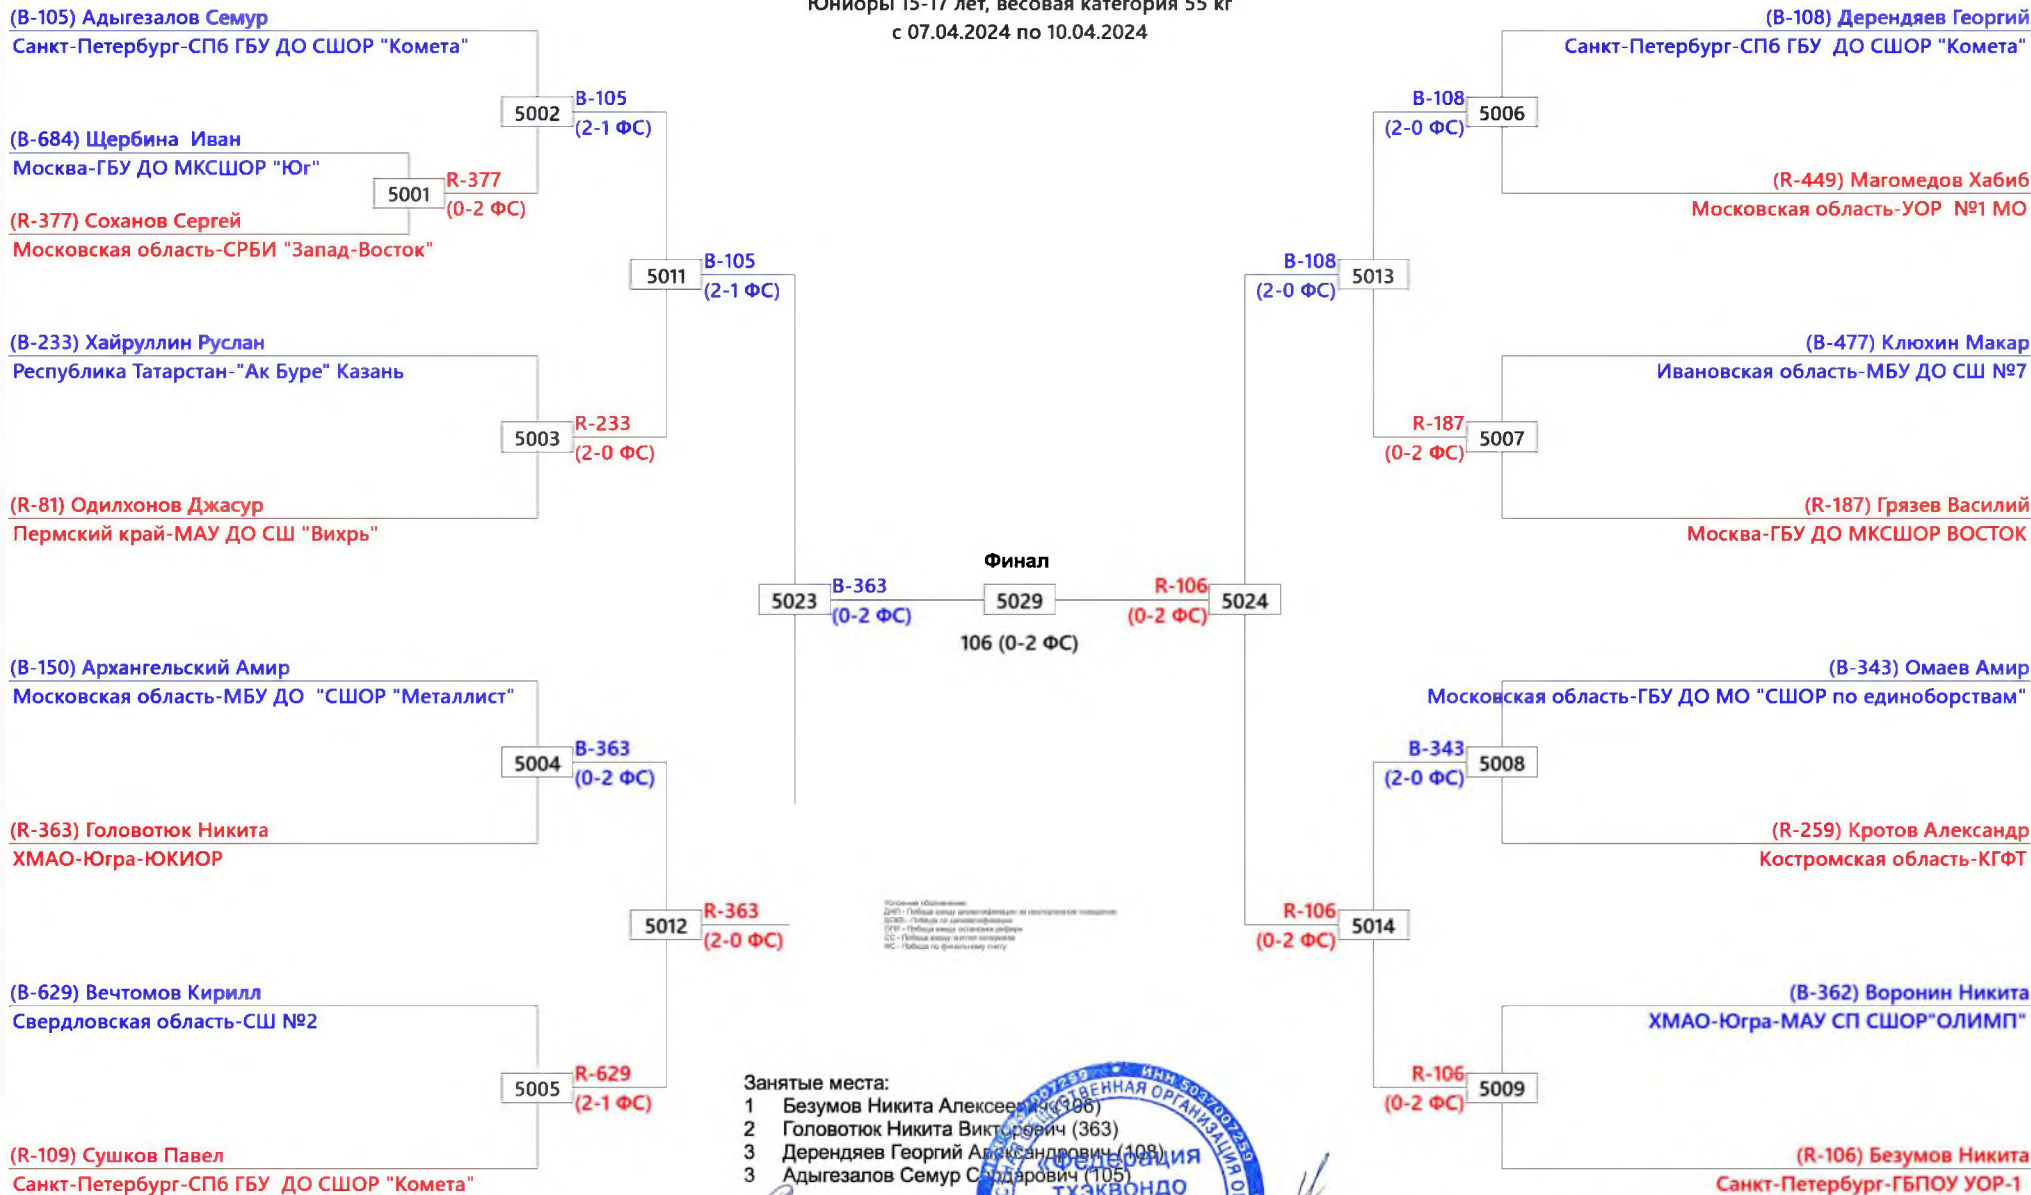 Юниоры 15-17 лет, весовая категория 55 кг
с 07.04.2024 по 10.04.2024
(B-105) Адыгезалов Семур
Санкт-Петербург-СПб ГБУ ДО СШОР "Комета"
5002
B-105
(2-1 ФС)
(B-684) Щербина Иван
Москва-ГБУ ДО МКСШОР "Юг"
5001
R-377
(0-2 ФС)
(R-377) Соханов Сергей
Московская область-СРБИ "Запад-Восток"
5011
B-105
(2-1 ФС)
(B-233) Хайруллин Руслан
Республика Татарстан-"Ак Буре" Казань
5003
R-233
(2-0 ФС)
(R-81) Одилхонов Джасур
Пермский край-МАУ ДО СШ "Вихрь"
5023
B-363
(0-2 ФС)
(B-150) Архангельский Амир
Московская область-МБУ ДО "СШОР "Металлист"
5004
B-363
(0-2 ФС)
(R-363) Головотюк Никита
ХМАО-Югра-ЮКИОР
5012
R-363
(2-0 ФС)
(B-629) Вечтомов Кирилл
Свердловская область-СШ №2
5005
R-629
(2-1 ФС)
(R-109) Сушков Павел
Санкт-Петербург-СПб ГБУ ДО СШОР "Комета"
Финал
5029
106 (0-2 ФС)
(B-108) Дерендяев Георгий
Санкт-Петербург-СПб ГБУ ДО СШОР "Комета"
B-108
(2-0 ФС)
5006
(R-449) Магомедов Хабиб
Московская область-УОР №1 МО
B-108
(2-0 ФС)
5013
(B-477) Клюхин Макар
Ивановская область-МБУ ДО СШ №7
R-187
(0-2 ФС)
5007
(R-187) Грязев Василий
Москва-ГБУ ДО МКСШОР ВОСТОК
R-106
(0-2 ФС)
5024
(B-343) Омаев Амир
Московская область-ГБУ ДО МО "СШОР по единоборствам"
B-343
(2-0 ФС)
5008
(R-259) Кротов Александр
Костромская область-КГФТ
R-106
(0-2 ФС)
5014
(B-362) Воронин Никита
ХМАО-Югра-МАУ СП СШОР"ОЛИМП"
R-106
(0-2 ФС)
5009
(R-106) Безумов Никита
Санкт-Петербург-ГБПОУ УОР-1
Занятые места:
1 Безумов Никита Алексеевич (106)
2 Головотюк Никита Викторович (363)
3 Дерендяев Георгий Александрович (108)
3 Адыгезалов Семур Сардарович (105)
ИНН 5037007259
ОБЩЕСТВЕННАЯ ОРГАНИЗАЦИЯ
«Федерация
тхэквондо